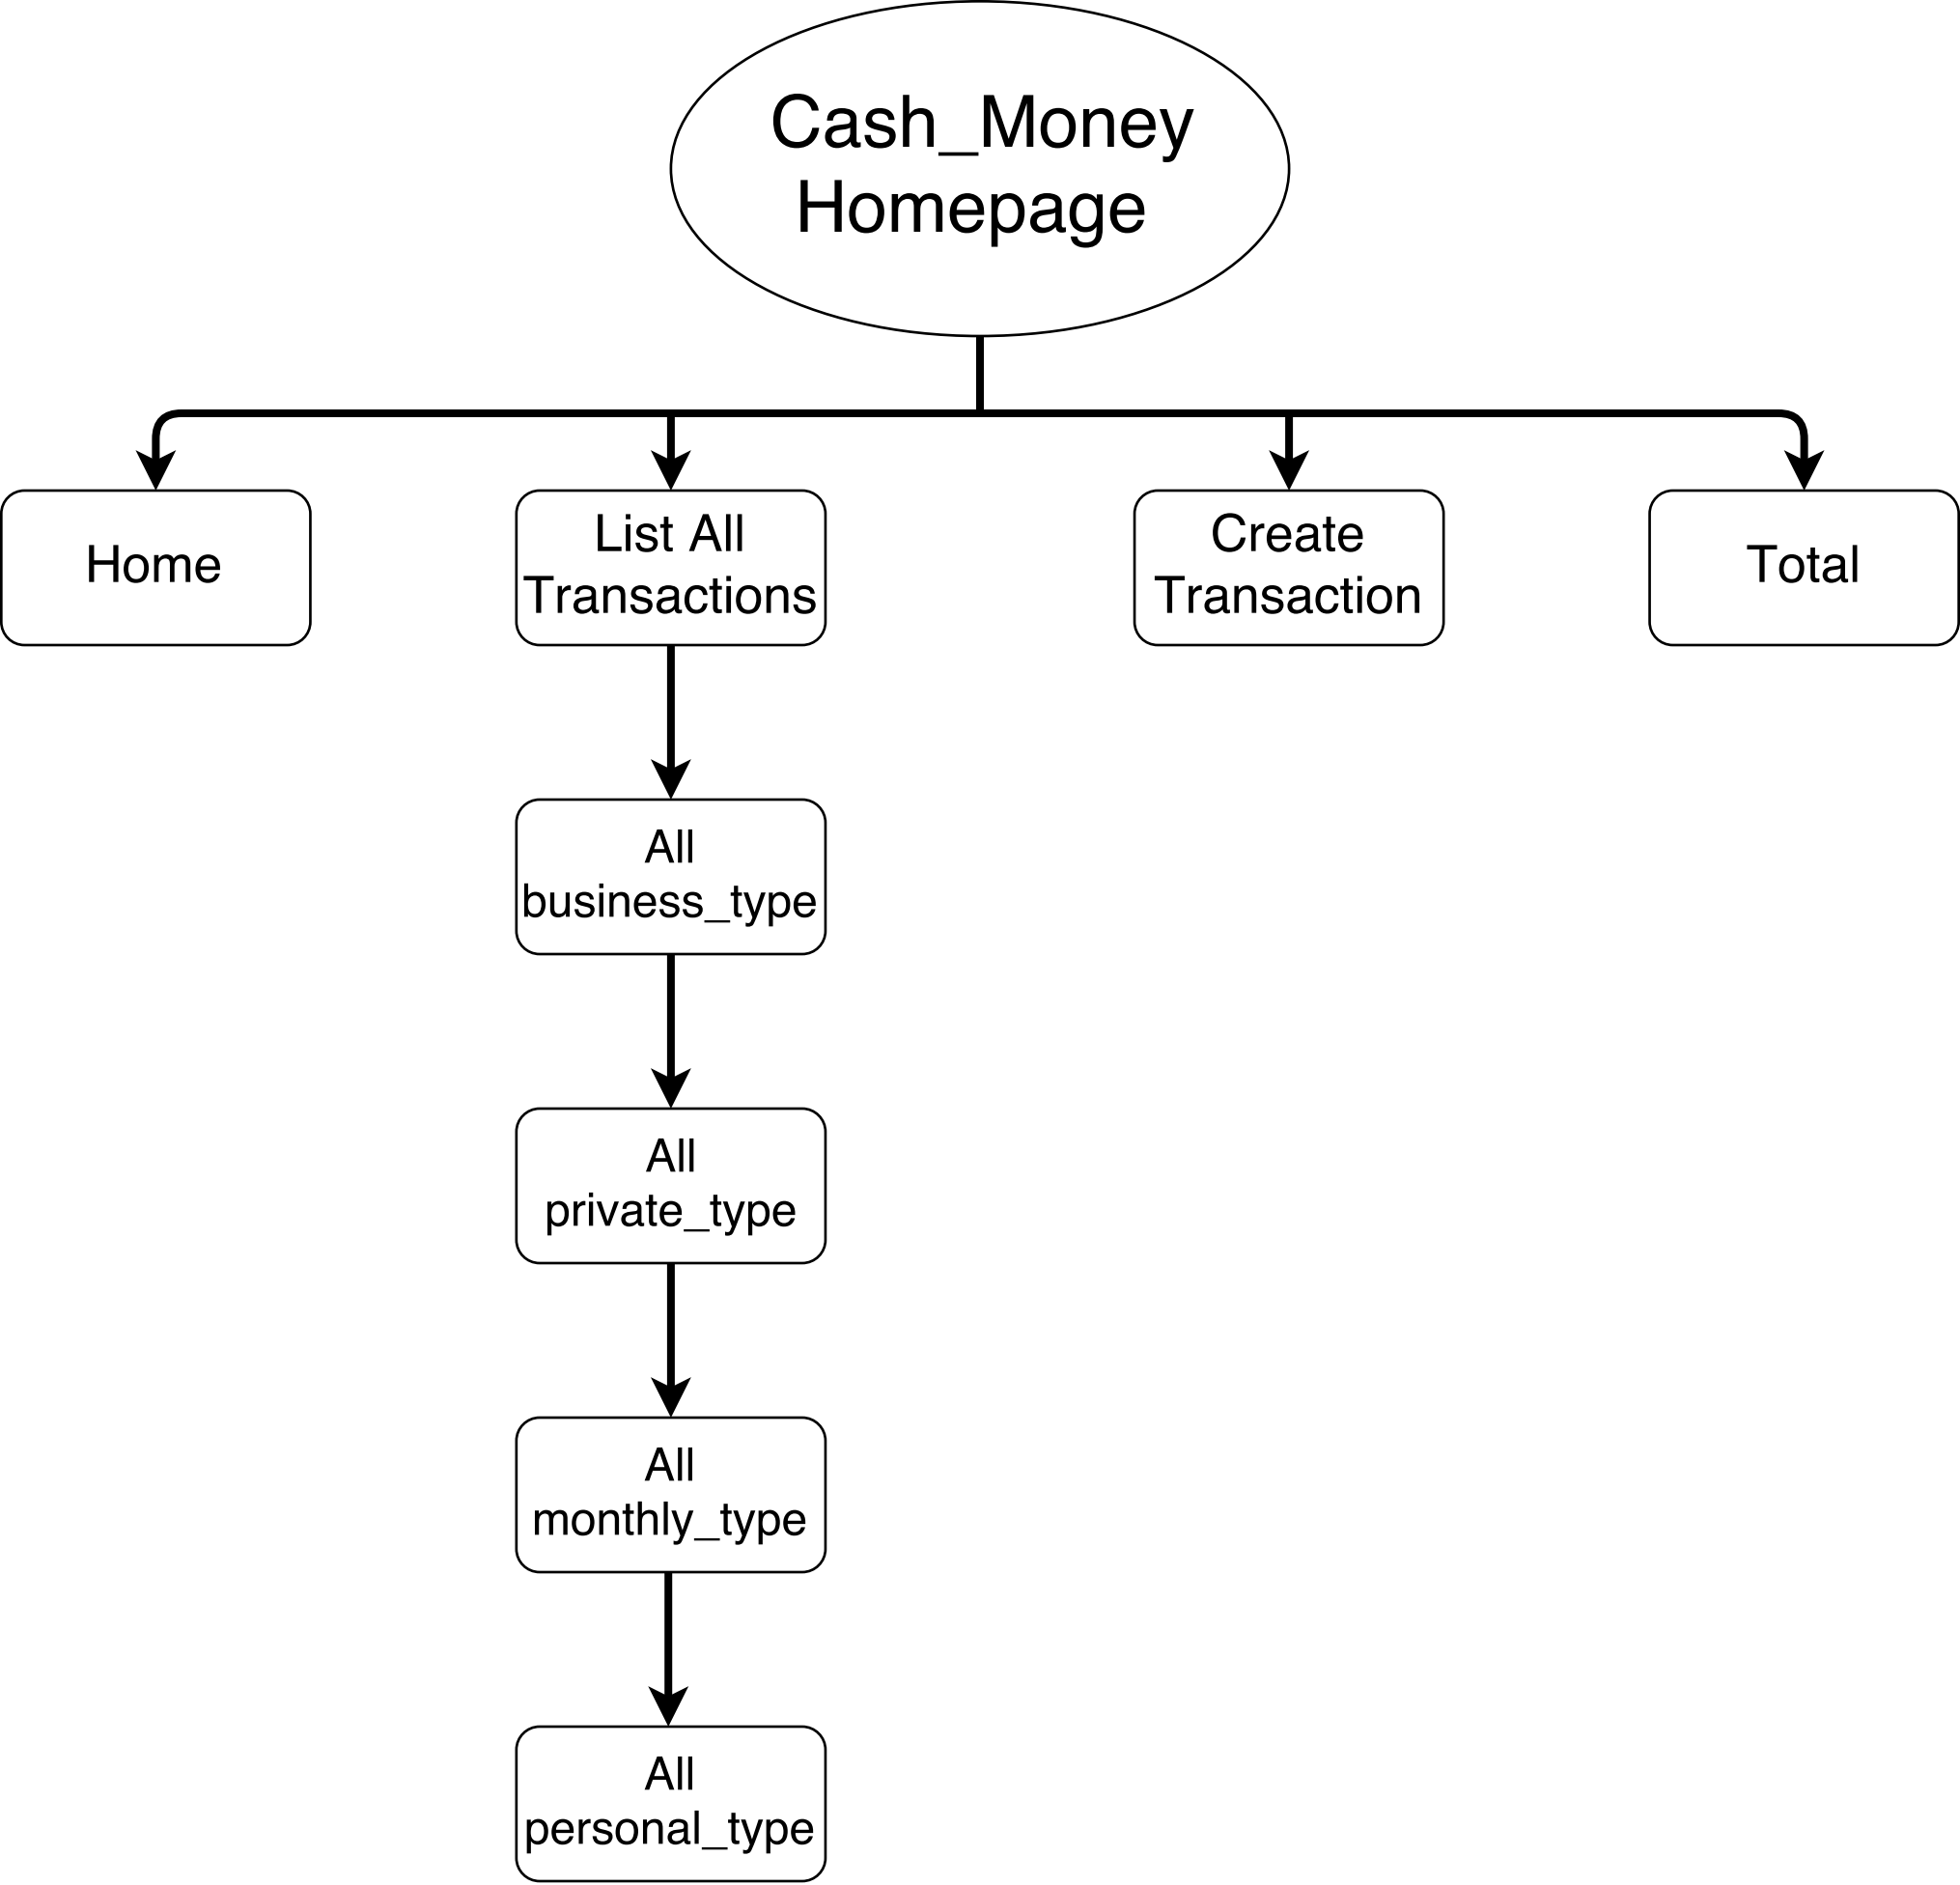 Cash_Money
Homepage
Home
List All
Transactions
Create
Transaction
Total
All
business_type
All
private_type
All
monthly_type
All
personal_type